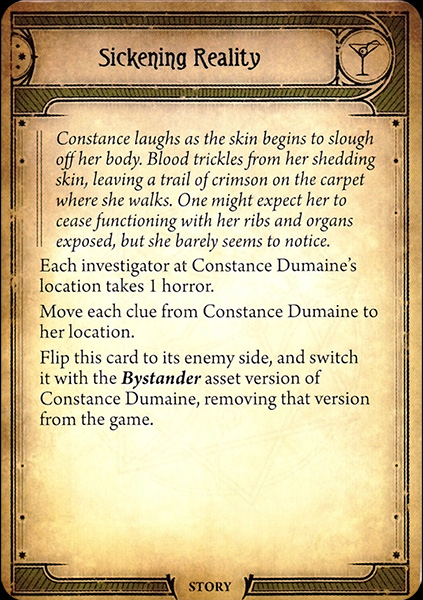 Sickening Reality
Constance laughs as the skin begins to slough
off her body. Blood trickles from her shedding
skin, leaving a trail of crimson on the carpet
where she walks. One might expect her to
cease functioning with her ribs and organs
exposed, but she barely seems to notice.
Each investigator at Constance Dumaine's
location takes 1 horror.
Move each clue from Constance Dumaine to
her location.
Flip this card to its enemy side, and switch
it with the Bystander asset version of
Constance Dumaine, removing that version
from the game.
STORY